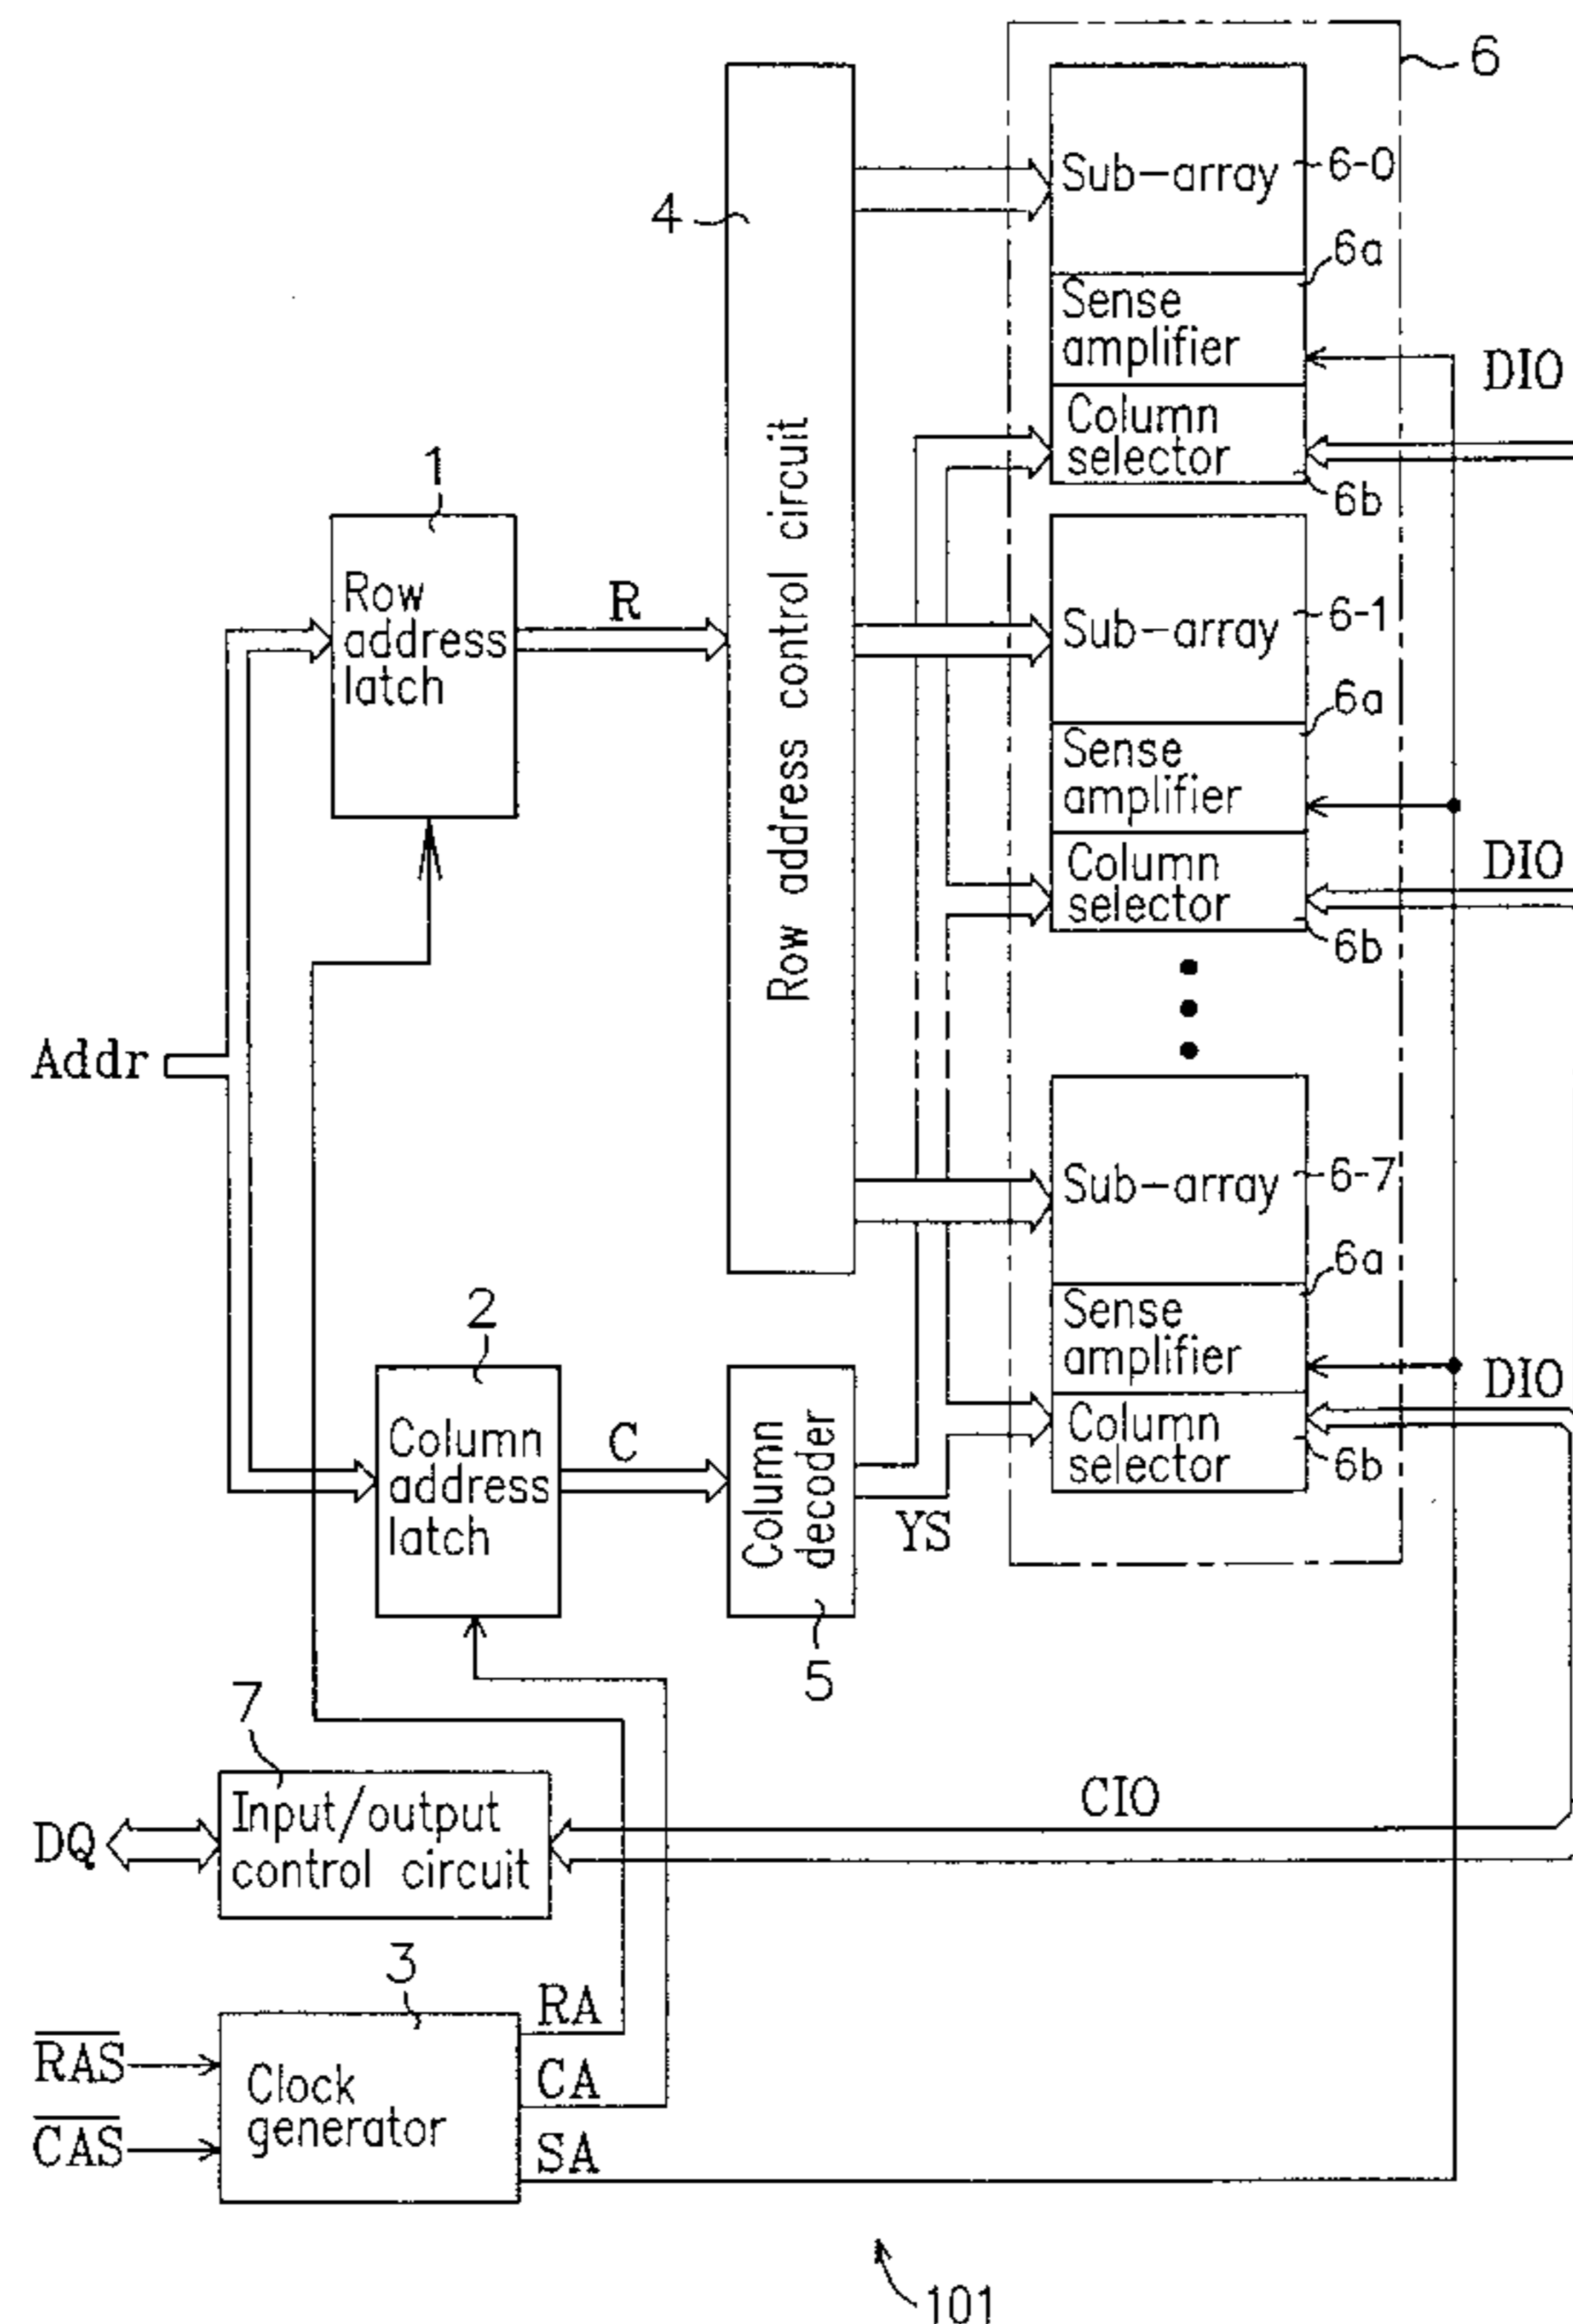 6
Sub-array
6-0
4
6a
Sense
amplifier
DIO
Column
selector
6b
1
Row
address
latch
R
Row address control circuit
Sub-array
6-1
6a
Sense
amplifier
DIO
Column
selector
6b
Addr
Sub-array
6-7
6a
Sense
amplifier
DIO
Column
selector
6b
2
Column
address
latch
C
Column
decoder
YS
5
7
Input/output
control circuit
DQ
CIO
3
RAS
CAS
Clock
generator
RA
CA
SA
101